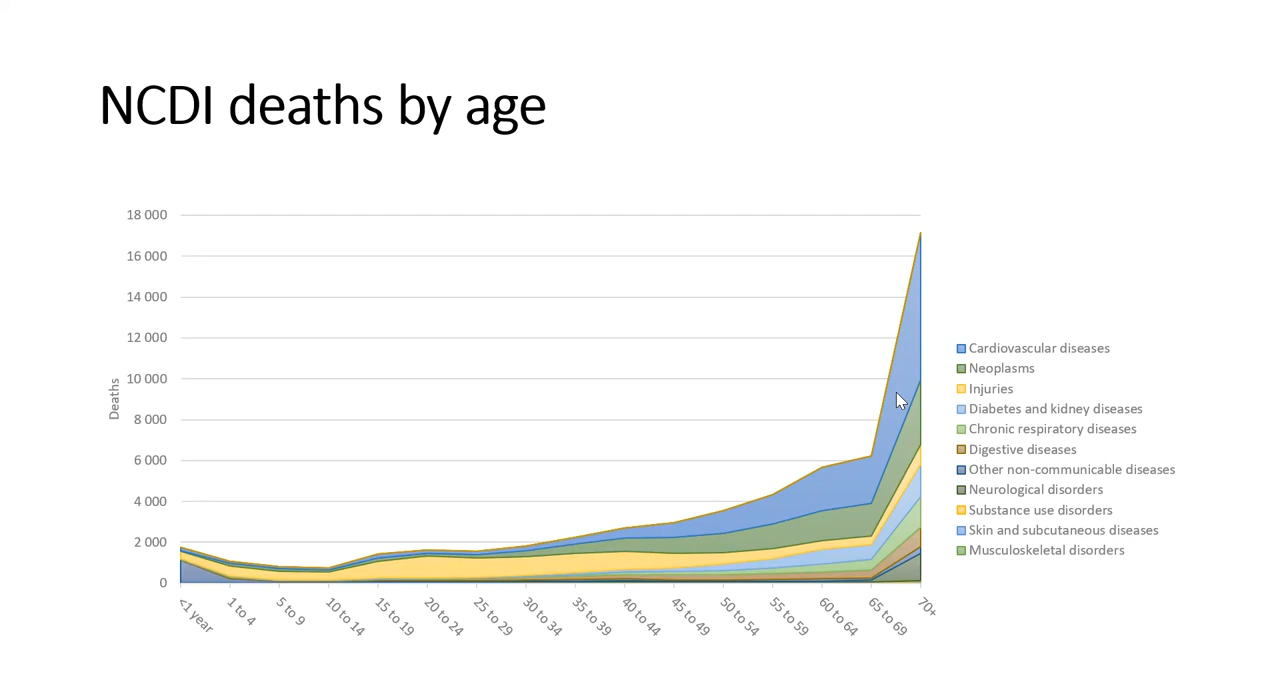 NCDI deaths by age
18 000
16 000
14 000
12 000
10 000
8 000
6 000
4 000
2 000
0
Deaths
<1 year
1 to 4
5 to 9
10 to 14
15 to 19
20 to 24
25 to 29
30 to 34
35 to 39
40 to 44
45 to 49
50 to 54
55 to 59
60 to 64
65 to 69
70+
Cardiovascular diseases
Neoplasms
Injuries
Diabetes and kidney diseases
Chronic respiratory diseases
Digestive diseases
Other non-communicable diseases
Neurological disorders
Substance use disorders
Skin and subcutaneous diseases
Musculoskeletal disorders